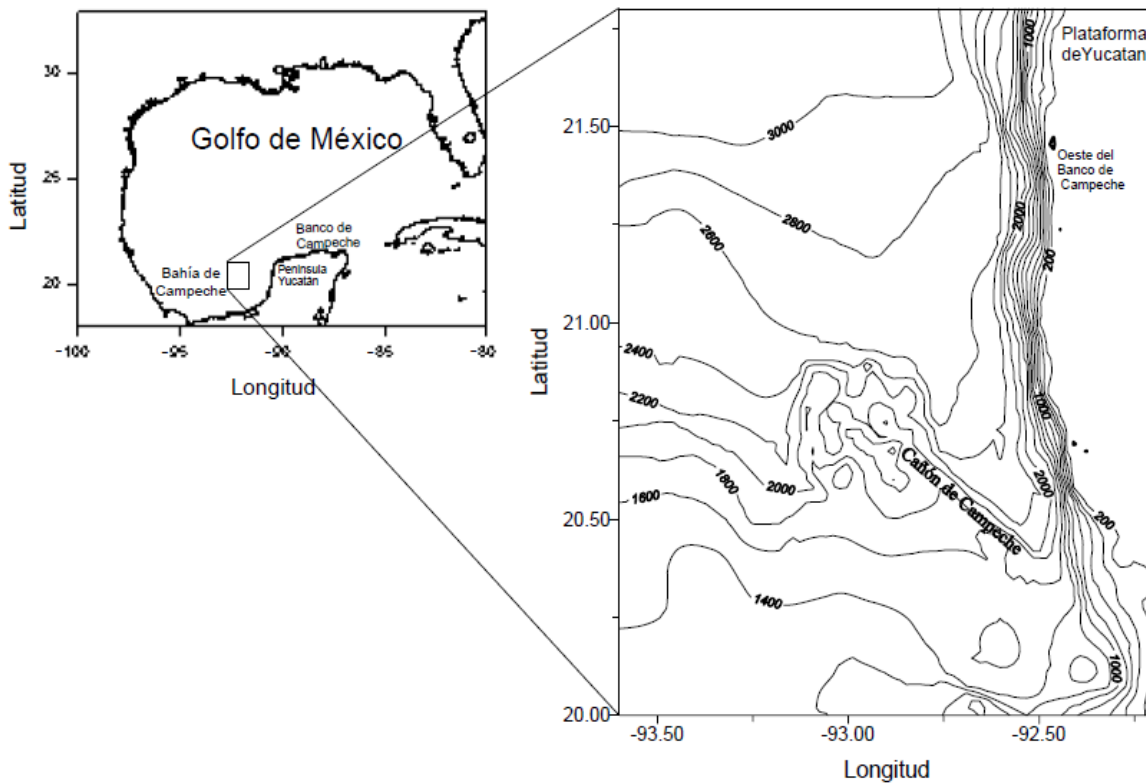 30
25
20
Latitud
Golfo de México
Banco de
Campeche
Peninsula
Yucatán
Bahía de
Campeche
-100
-95
-90
-85
-80
Longitud
Plataforma
deYucatan
Oeste del
Banco de
Campeche
21.50
21.00
20.50
20.00
Latitud
1000
3000
2800
2600
2000
200
2400
2200
1000
Cañón de Campeche
2000
1800
2000
1600
200
1400
1000
-93.50
-93.00
-92.50
Longitud